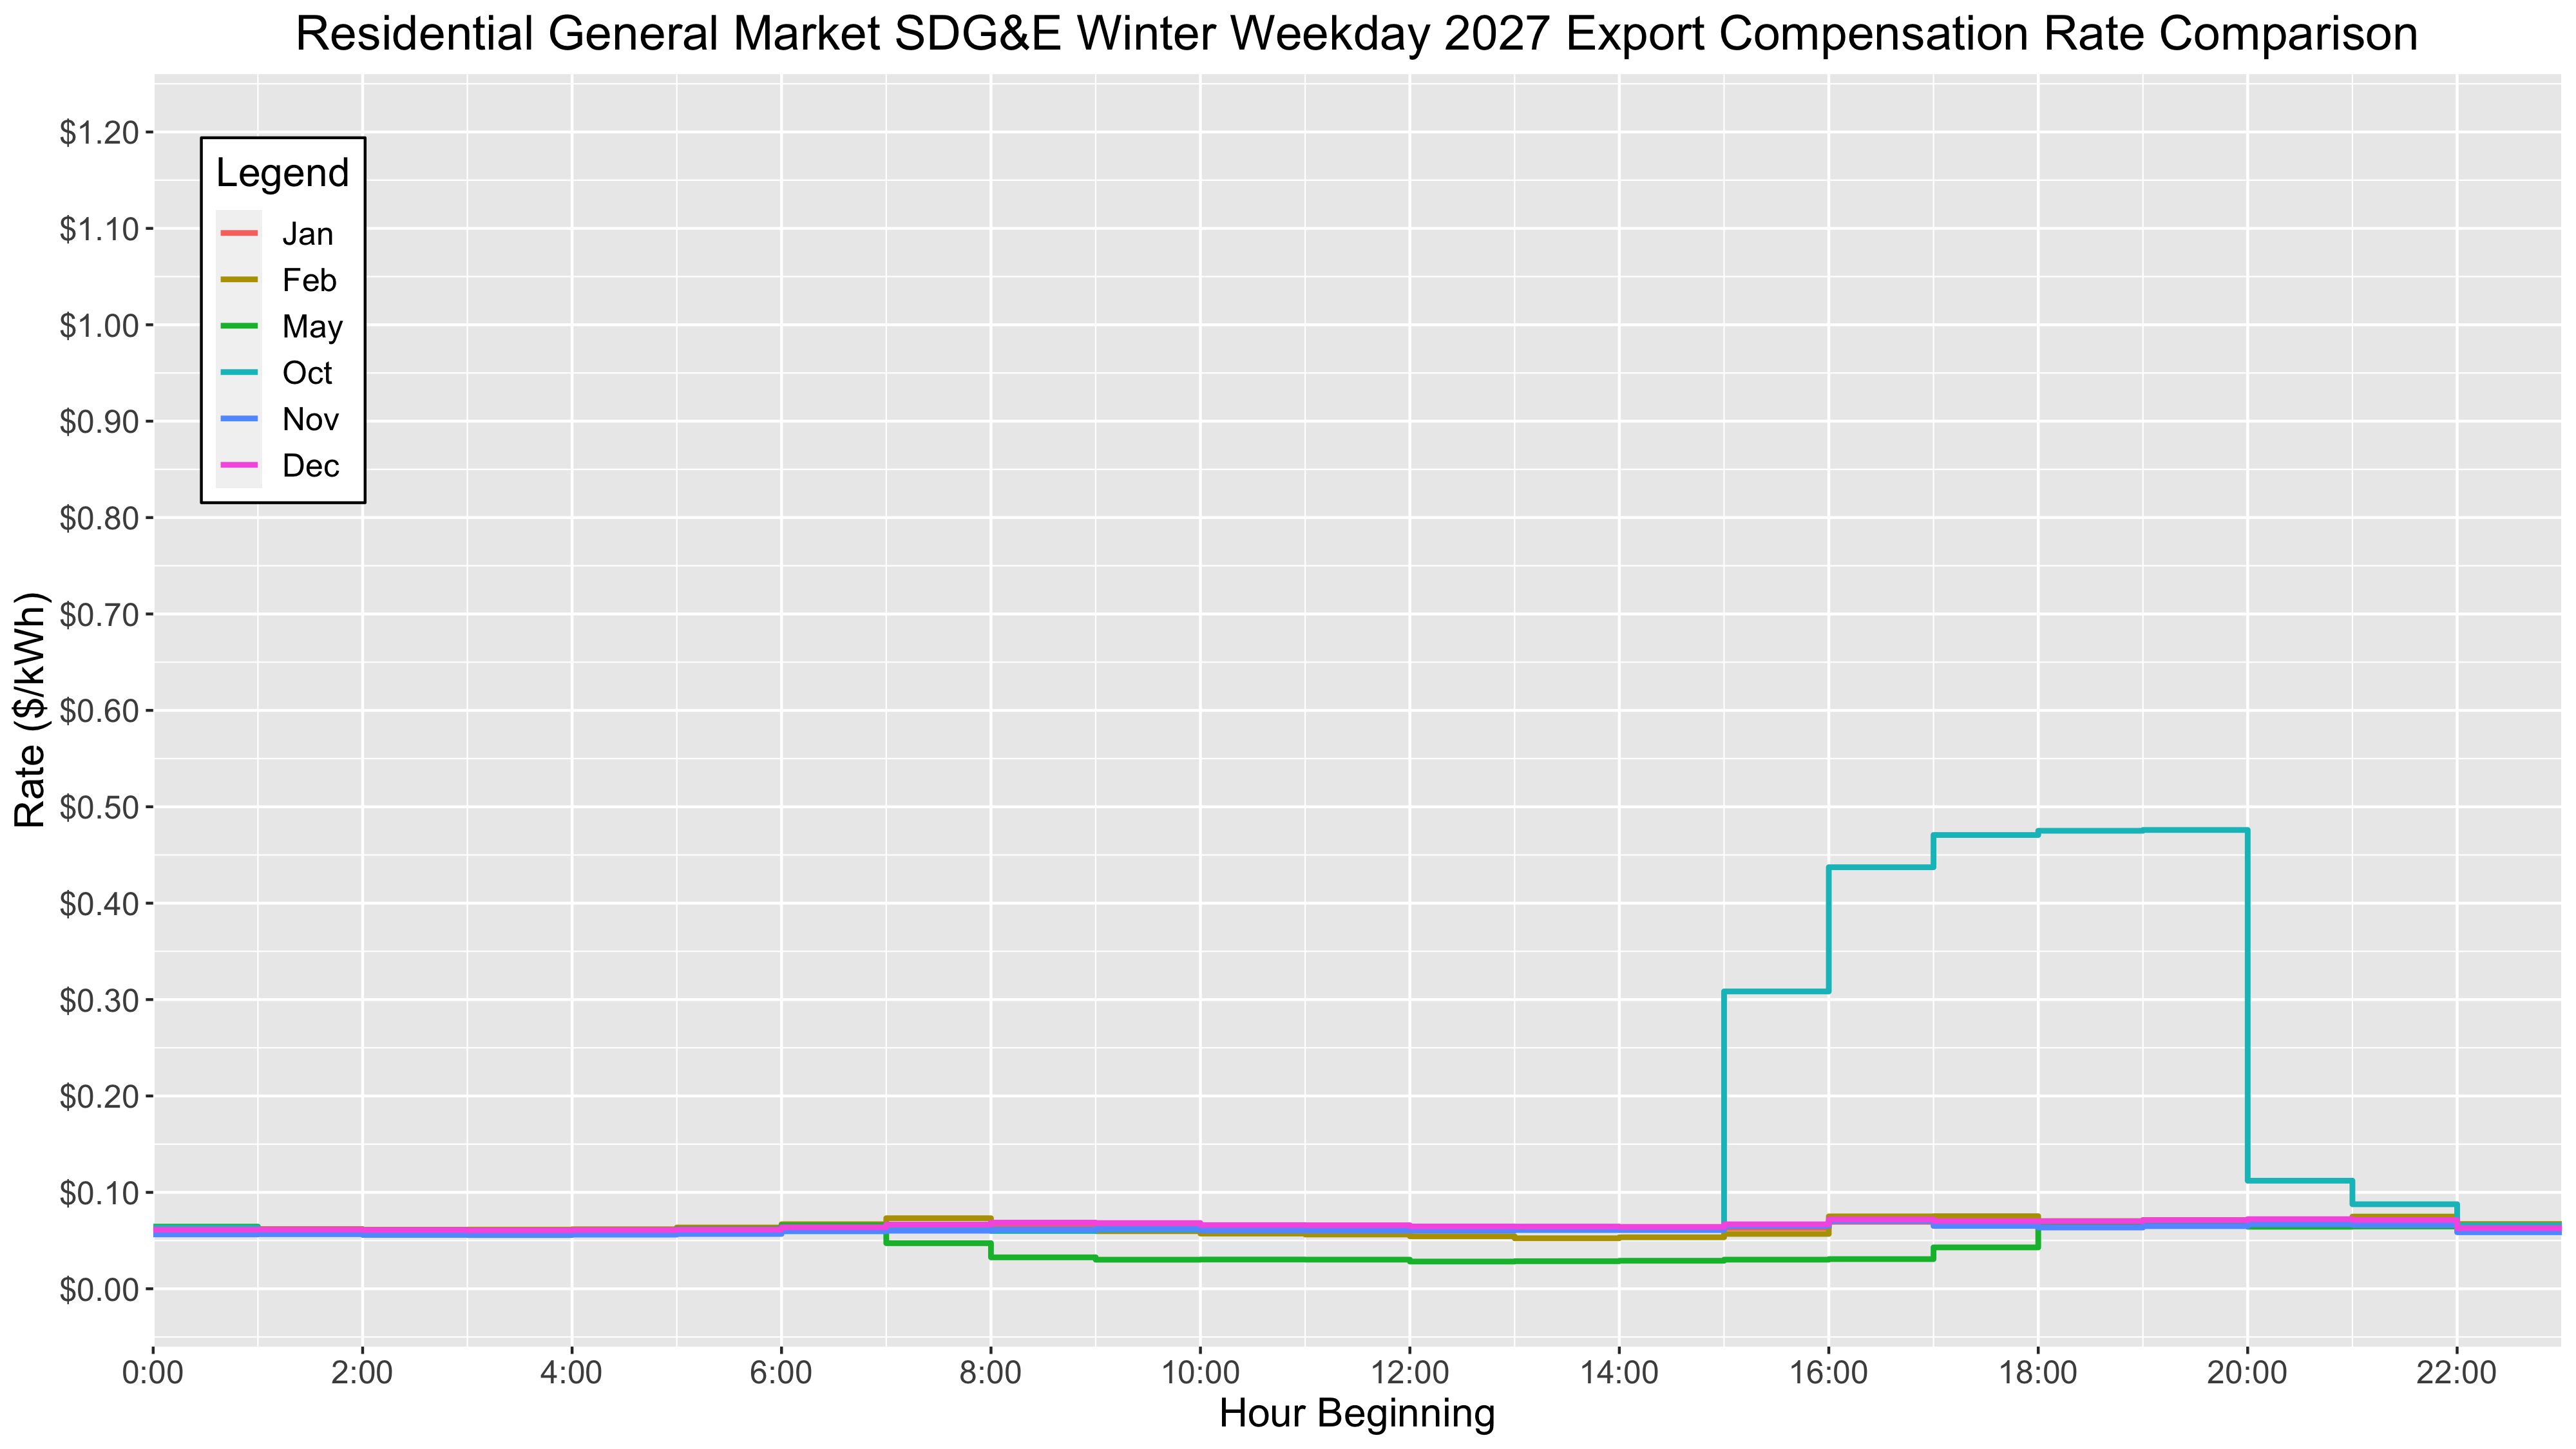 Residential General Market SDG&E Winter Weekday 2027 Export Compensation Rate Comparison
Rate ($/kWh)
$1.20
$1.10
$1.00
$0.90
$0.80
$0.70
$0.60
$0.50
$0.40
$0.30
$0.20
$0.10
$0.00
Legend
Jan
Feb
May
Oct
Nov
Dec
0:00 2:00 4:00 6:00 8:00 10:00 12:00 14:00 16:00 18:00 20:00 22:00
Hour Beginning